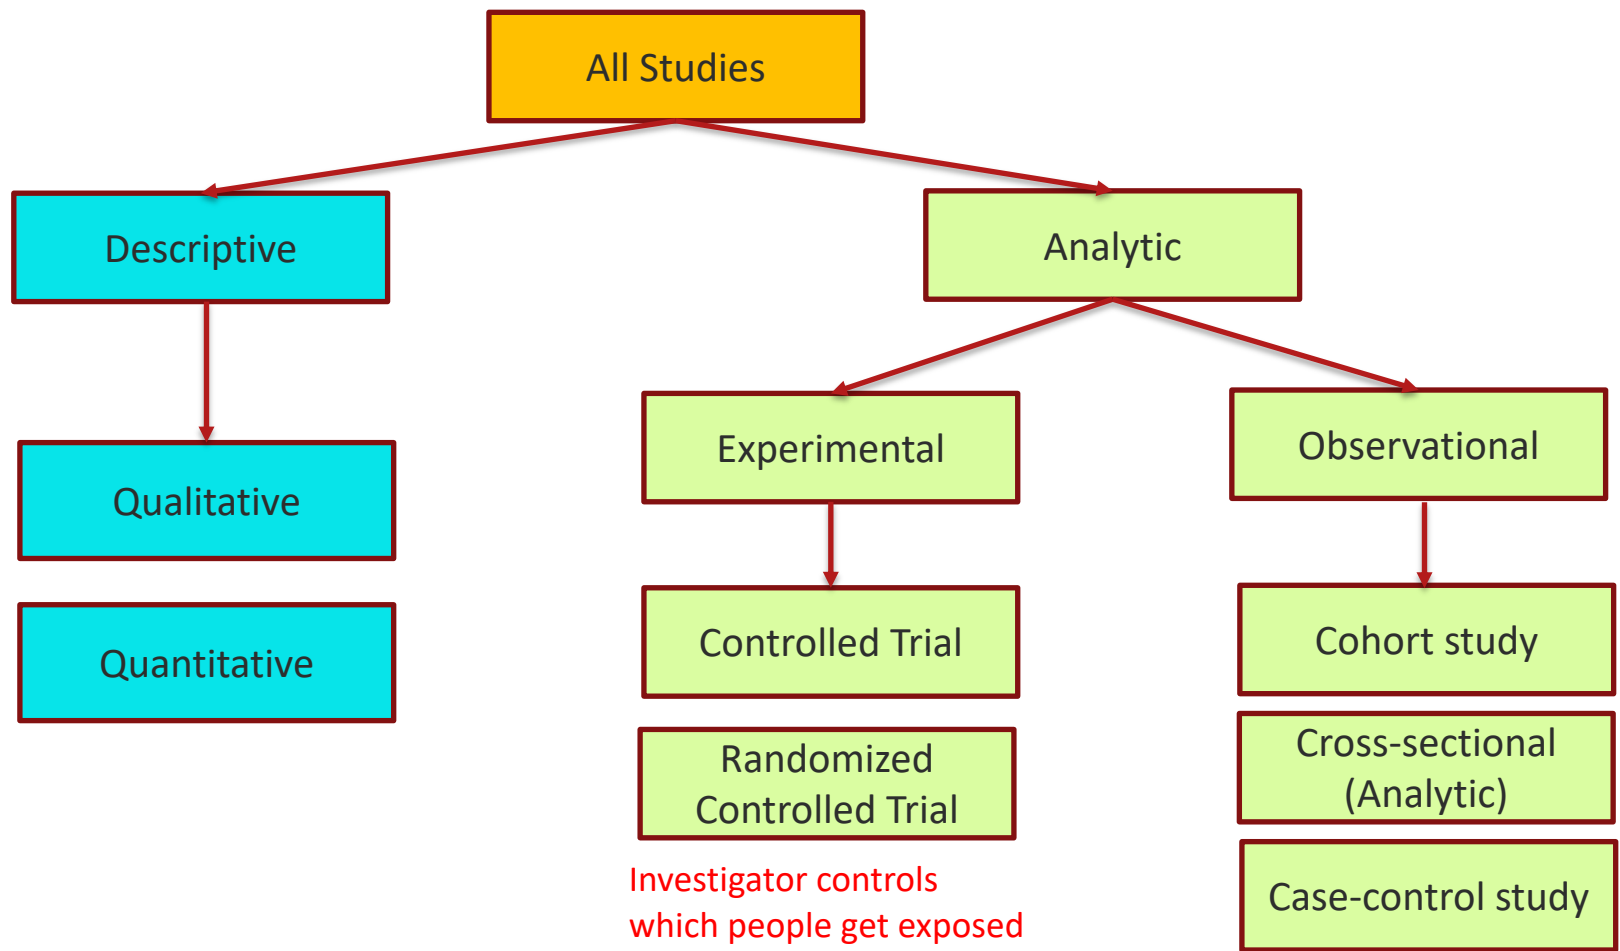 All Studies
Descriptive
Analytic
Experimental
Observational
Qualitative
Quantitative
Controlled Trial
Cohort study
Randomized
Controlled Trial
Cross-sectional
(Analytic)
Investigator controls
which people get exposed
Case-control study